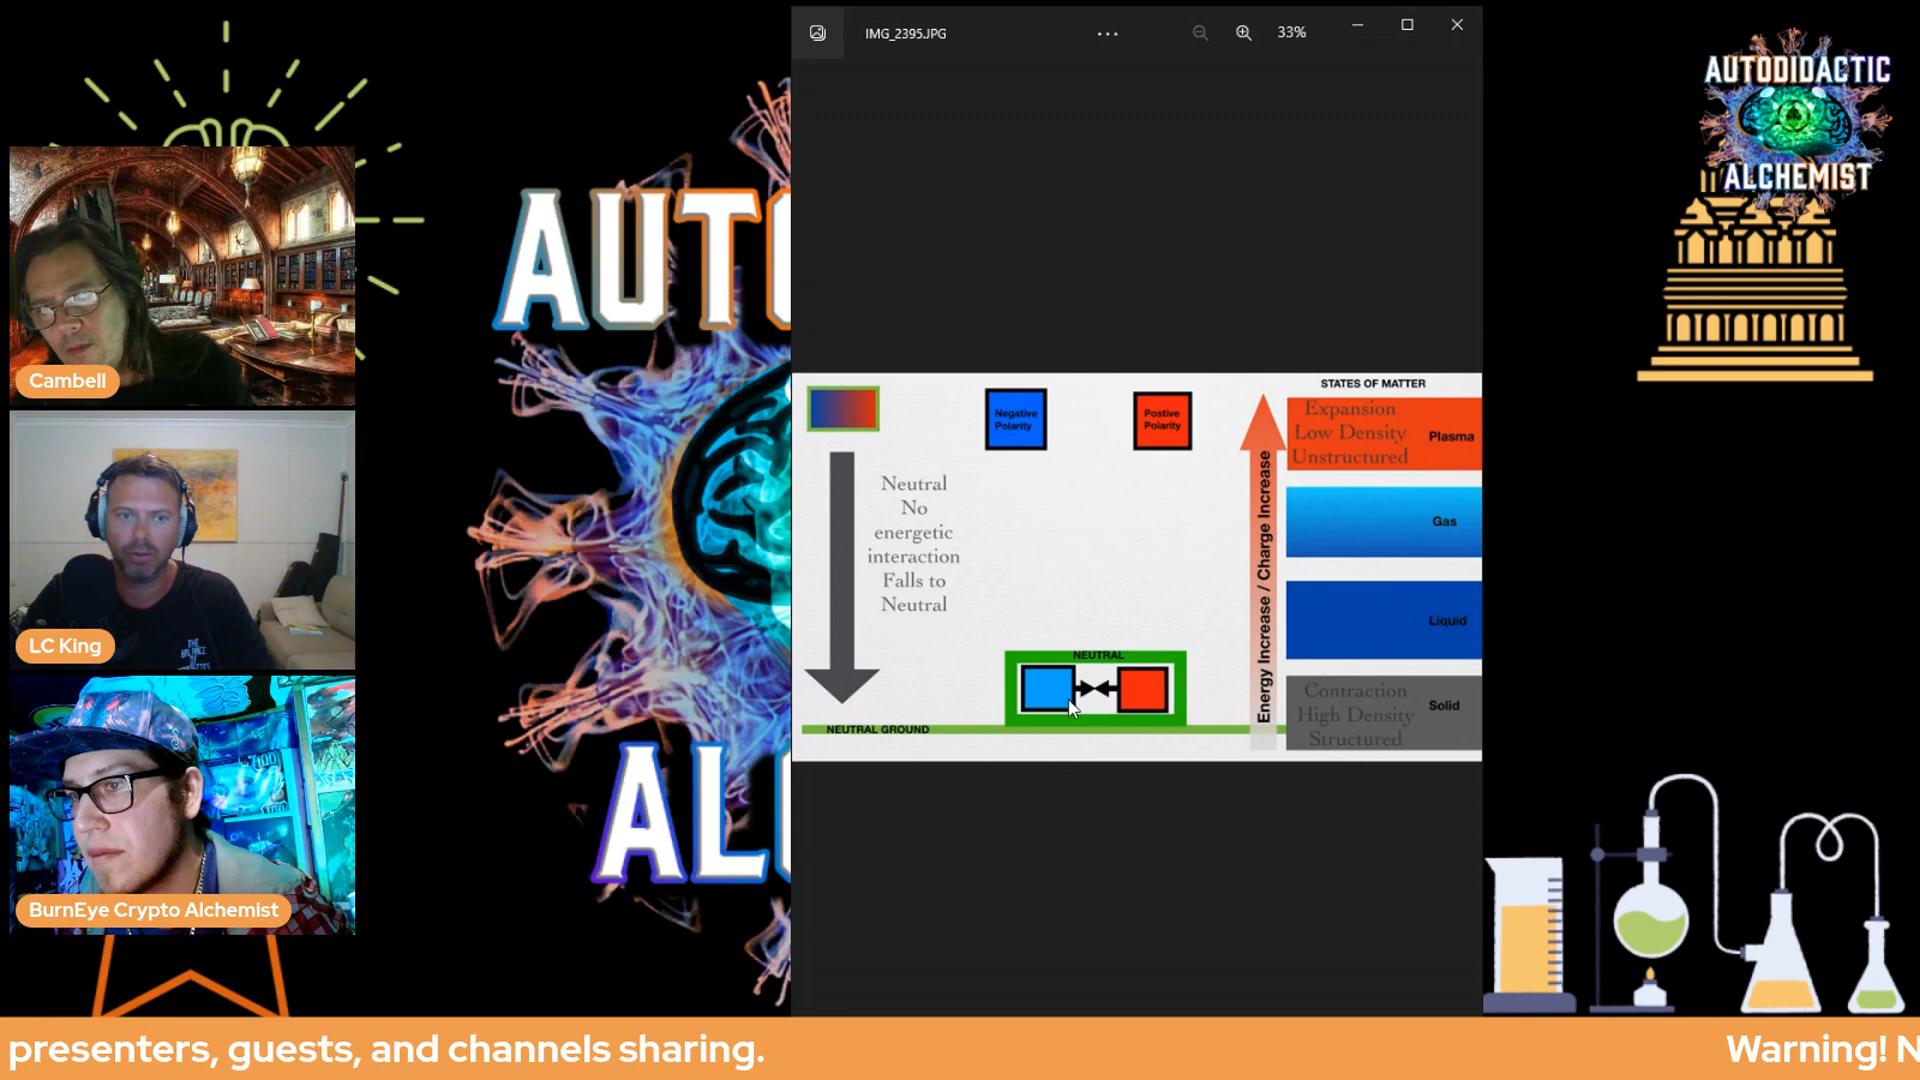 IMG_2395.JPG
33%
AUTODIDACTIC
ALCHEMIST
AUT
AL
Cambell
LC King
BurnEye Crypto Alchemist
STATES OF MATTER
Negative
Polarity
Postive
Polarity
Expansion
Low Density
Unstructured
Plasma
Gas
Liquid
Contraction
High Density
Structured
Solid
Energy Increase / Charge Increase
Neutral
No
energetic
interaction
Falls to
Neutral
NEUTRAL
NEUTRAL GROUND
presenters, guests, and channels sharing.
Warning! N